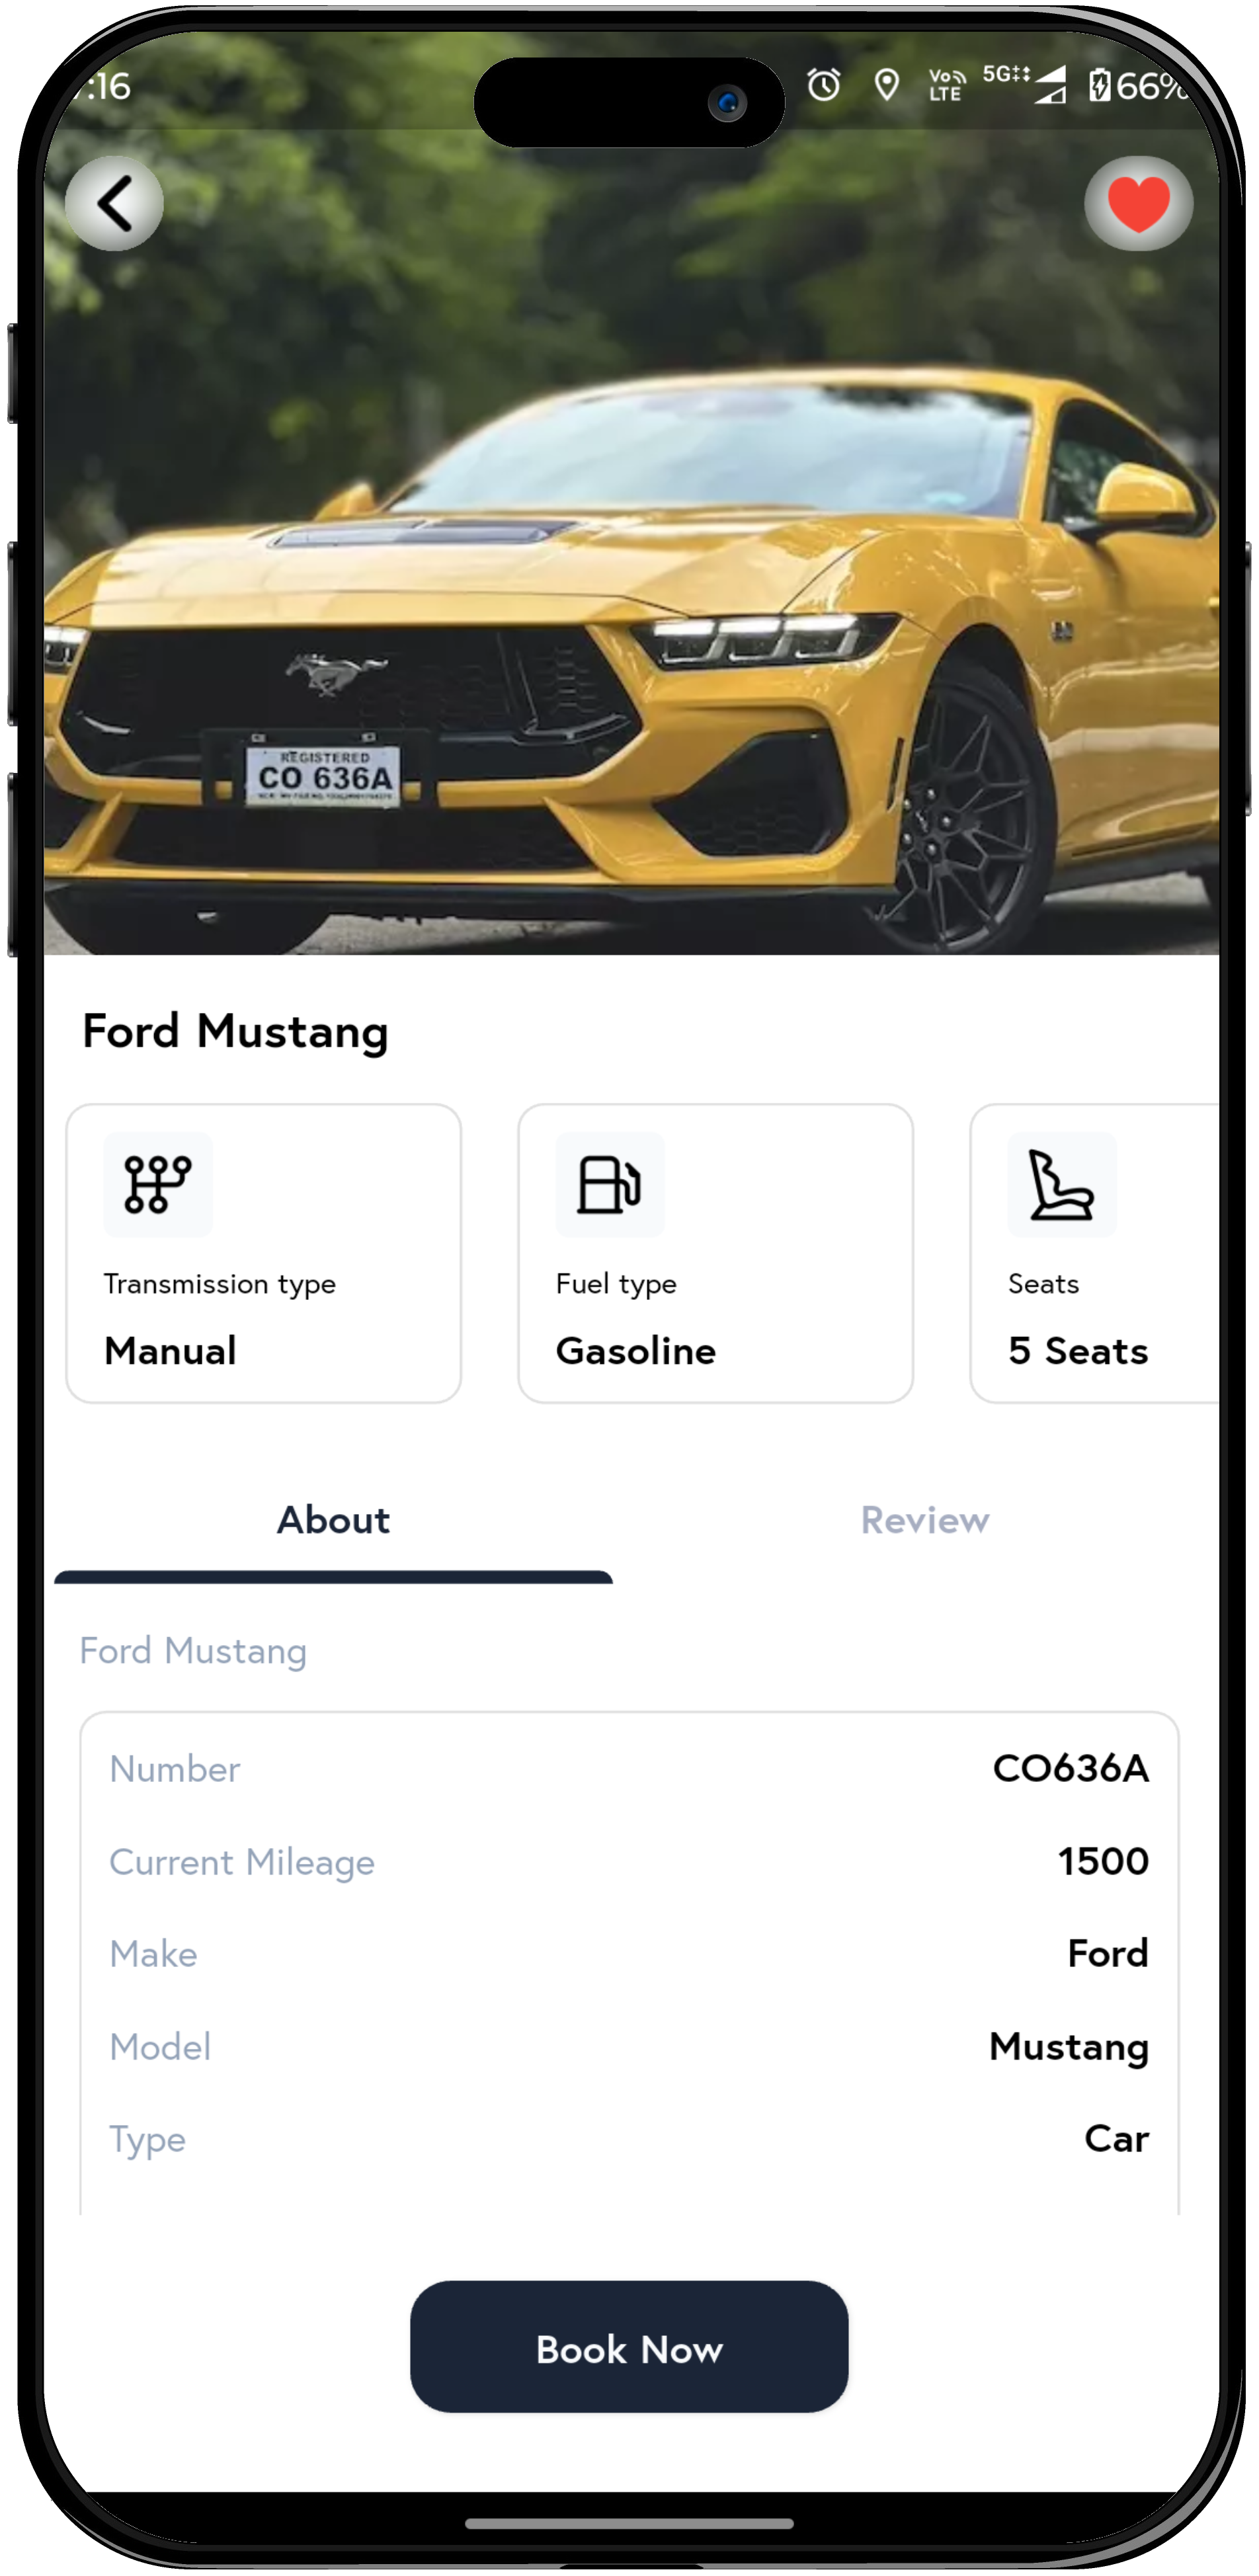 :16
Vo
LTE
5G
66%
REGISTERED
CO 636A
Ford Mustang
Transmission type
Manual
Fuel type
Gasoline
Seats
5 Seats
About
Review
Ford Mustang
Number
CO636A
Current Mileage
1500
Make
Ford
Model
Mustang
Type
Car
Book Now